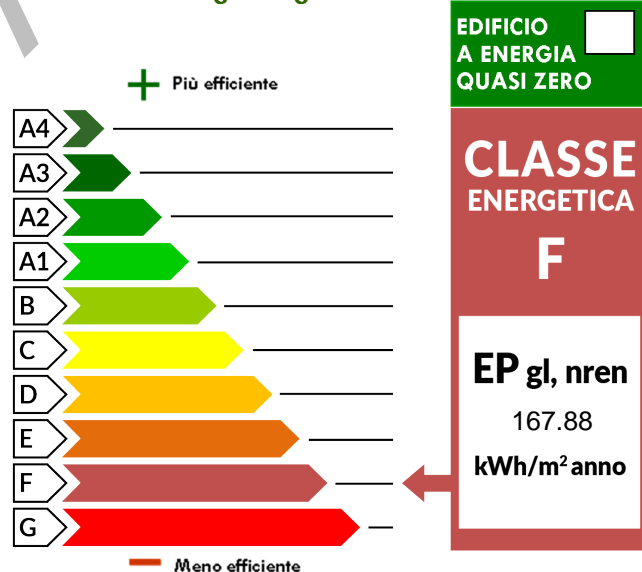 EDIFICIO
A ENERGIA
QUASI ZERO
Più efficiente
A4
A3
A2
A1
B
C
D
E
F
G
Meno efficiente
CLASSE
ENERGETICA
F
EP gl, nren
167.88
kWh/m² anno